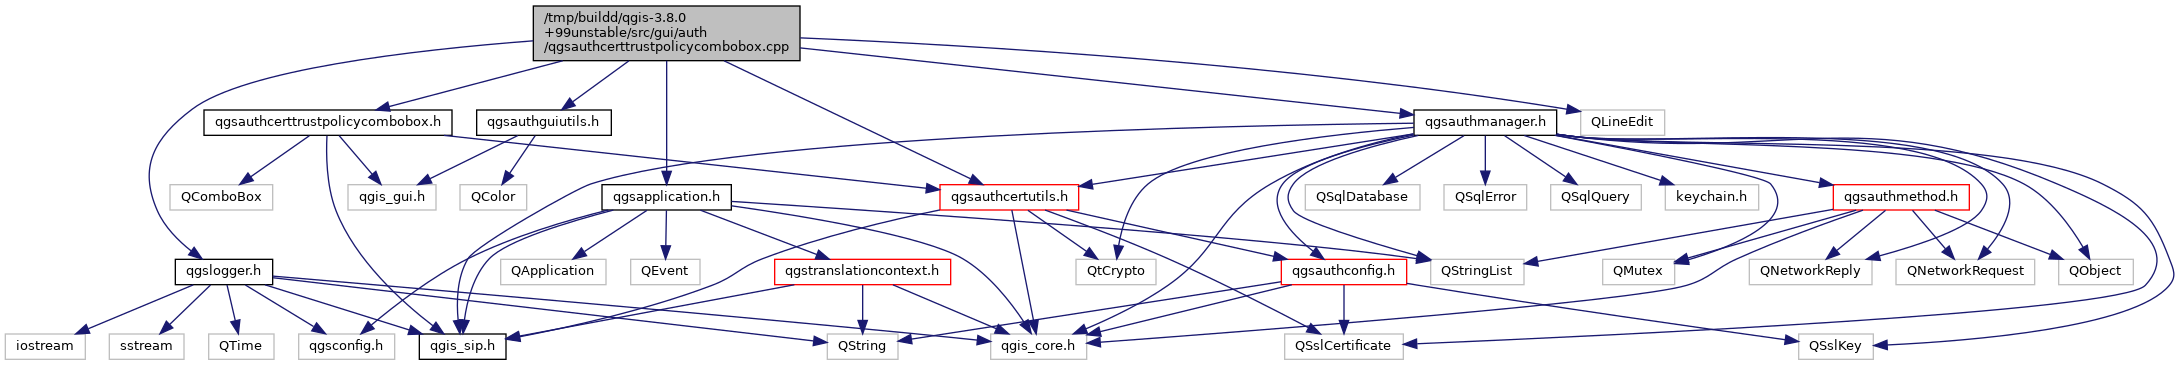 /tmp/buildd/qgis-3.8.0
+99unstable/src/gui/auth
/qgsauthcerttrustpolicycombobox.cpp
qgsauthcerttrustpolicycombobox.h
qgsauthguiutils.h
qgsauthmanager.h
QLineEdit
QComboBox
qgis_gui.h
QColor
qgsapplication.h
qgsauthcertutils.h
QSqlDatabase
QSqlError
QSqlQuery
keychain.h
qgsauthmethod.h
qgslogger.h
QApplication
QEvent
qgstranslationcontext.h
QtCrypto
qgsauthconfig.h
QStringList
QMutex
QNetworkReply
QNetworkRequest
QObject
iostream
sstream
QTime
qgsconfig.h
qgis_sip.h
QString
qgis_core.h
QSslCertificate
QSslKey